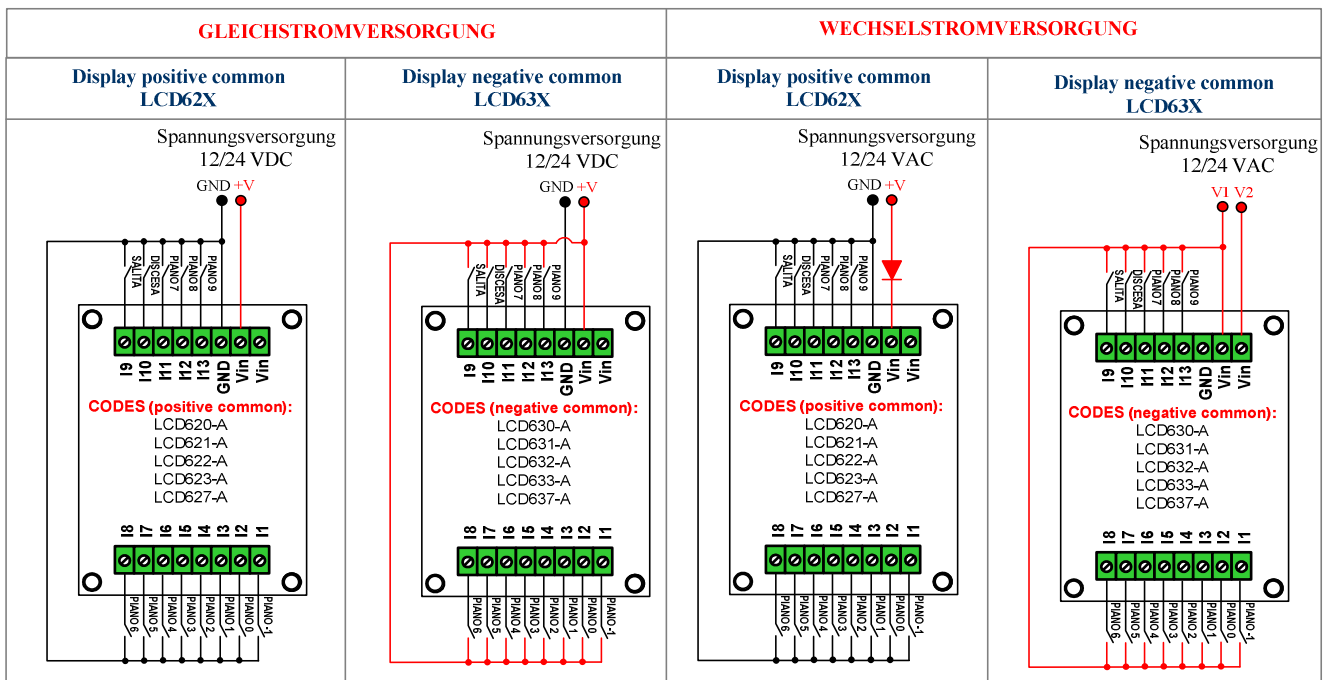 GLEICHSTROMVERSORGUNG
WECHSELSTROMVERSORGUNG
Display positive common
LCD62X
Display negative common
LCD63X
Display positive common
LCD62X
Display negative common
LCD63X
Spannungsversorgung
12/24 VDC
GND +V
SALITA
DISCESA
PIANO7
PIANO8
PIANO9
I9 I10 I11 I12 I13 GND Vin Vin
CODES (positive common):
LCD620-A
LCD621-A
LCD622-A
LCD623-A
LCD627-A
I8 I7 I6 I5 I4 I3 I2 I1
PIANO6
PIANO5
PIANO4
PIANO3
PIANO2
PIANO1
PIANO0
PIANO-1
Spannungsversorgung
12/24 VDC
GND +V
SALITA
DISCESA
PIANO7
PIANO8
PIANO9
I9 I10 I11 I12 I13 GND Vin Vin
CODES (negative common):
LCD630-A
LCD631-A
LCD632-A
LCD633-A
LCD637-A
I8 I7 I6 I5 I4 I3 I2 I1
PIANO6
PIANO5
PIANO4
PIANO3
PIANO2
PIANO1
PIANO0
PIANO-1
Spannungsversorgung
12/24 VAC
GND +V
SALITA
DISCESA
PIANO7
PIANO8
PIANO9
I9 I10 I11 I12 I13 GND Vin Vin
CODES (positive common):
LCD620-A
LCD621-A
LCD622-A
LCD623-A
LCD627-A
I8 I7 I6 I5 I4 I3 I2 I1
PIANO6
PIANO5
PIANO4
PIANO3
PIANO2
PIANO1
PIANO0
PIANO-1
Spannungsversorgung
12/24 VAC
V1 V2
SALITA
DISCESA
PIANO7
PIANO8
PIANO9
I9 I10 I11 I12 I13 GND Vin Vin
CODES (negative common):
LCD630-A
LCD631-A
LCD632-A
LCD633-A
LCD637-A
I8 I7 I6 I5 I4 I3 I2 I1
PIANO6
PIANO5
PIANO4
PIANO3
PIANO2
PIANO1
PIANO0
PIANO-1